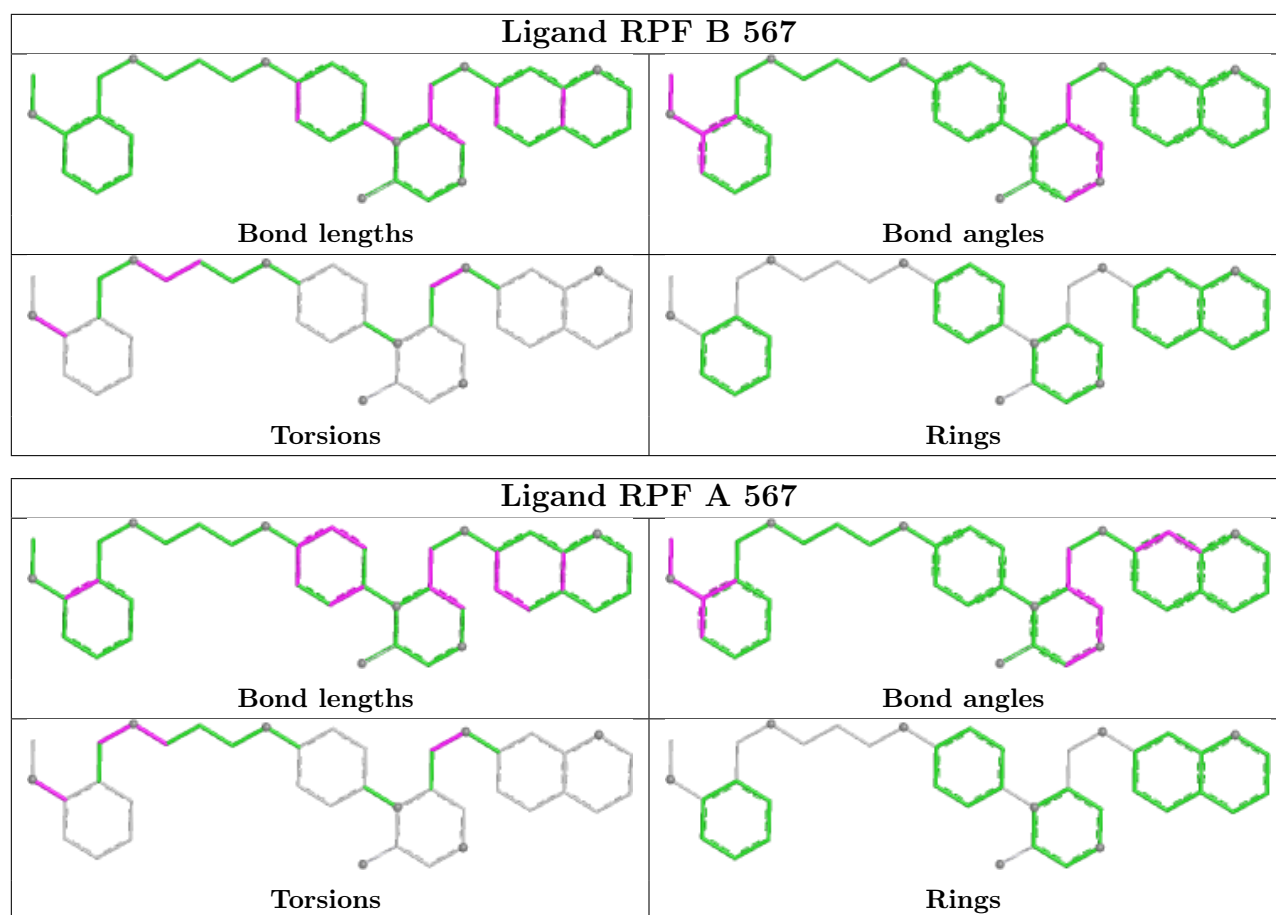 Ligand RPF B 567
Bond lengths
Bond angles
Torsions
Rings
Ligand RPF A 567
Bond lengths
Bond angles
Torsions
Rings